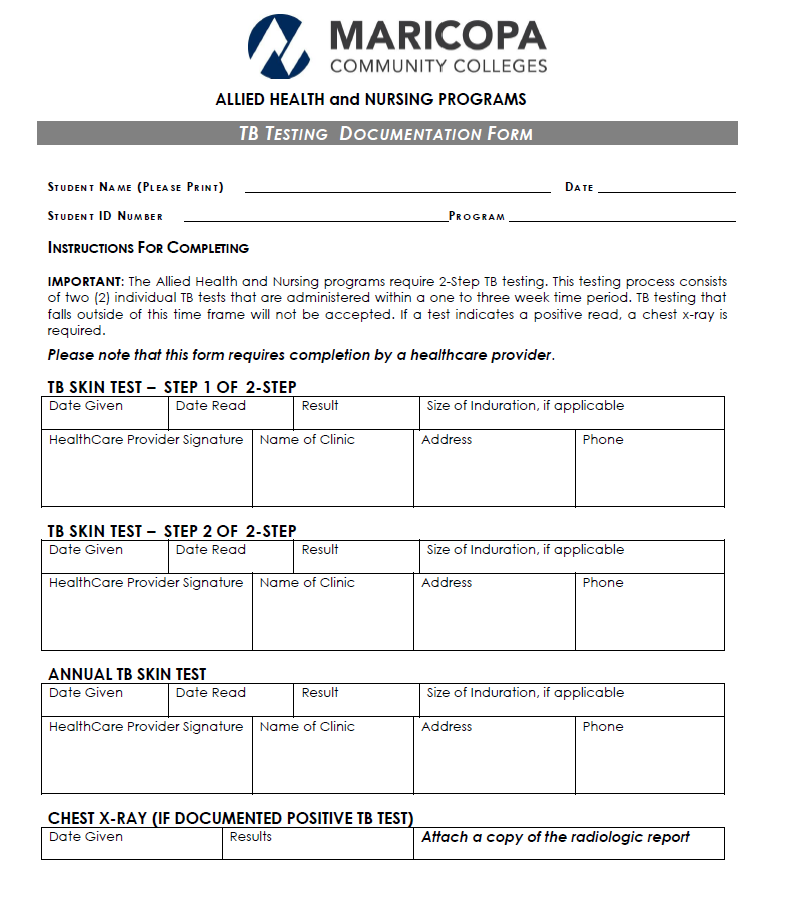 MARICOPA
COMMUNITY COLLEGES
ALLIED HEALTH and NURSING PROGRAMS
TB TESTING DOCUMENTATION FORM
STUDENT NAME (PLEASE PRINT) DATE
STUDENT ID NUMBER PROGRAM
INSTRUCTIONS FOR COMPLETING
IMPORTANT: The Allied Health and Nursing programs require 2-Step TB testing. This testing process consists
of two (2) individual TB tests that are administered within a one to three week time period. TB testing that
falls outside of this time frame will not be accepted. If a test indicates a positive read, a chest x-ray is
required.
Please note that this form requires completion by a healthcare provider.
TB SKIN TEST – STEP 1 OF 2-STEP
Date Given Date Read Result Size of Induration, if applicable
HealthCare Provider Signature Name of Clinic Address Phone
TB SKIN TEST – STEP 2 OF 2-STEP
Date Given Date Read Result Size of Induration, if applicable
HealthCare Provider Signature Name of Clinic Address Phone
ANNUAL TB SKIN TEST
Date Given Date Read Result Size of Induration, if applicable
HealthCare Provider Signature Name of Clinic Address Phone
CHEST X-RAY (IF DOCUMENTED POSITIVE TB TEST)
Date Given Results Attach a copy of the radiologic report